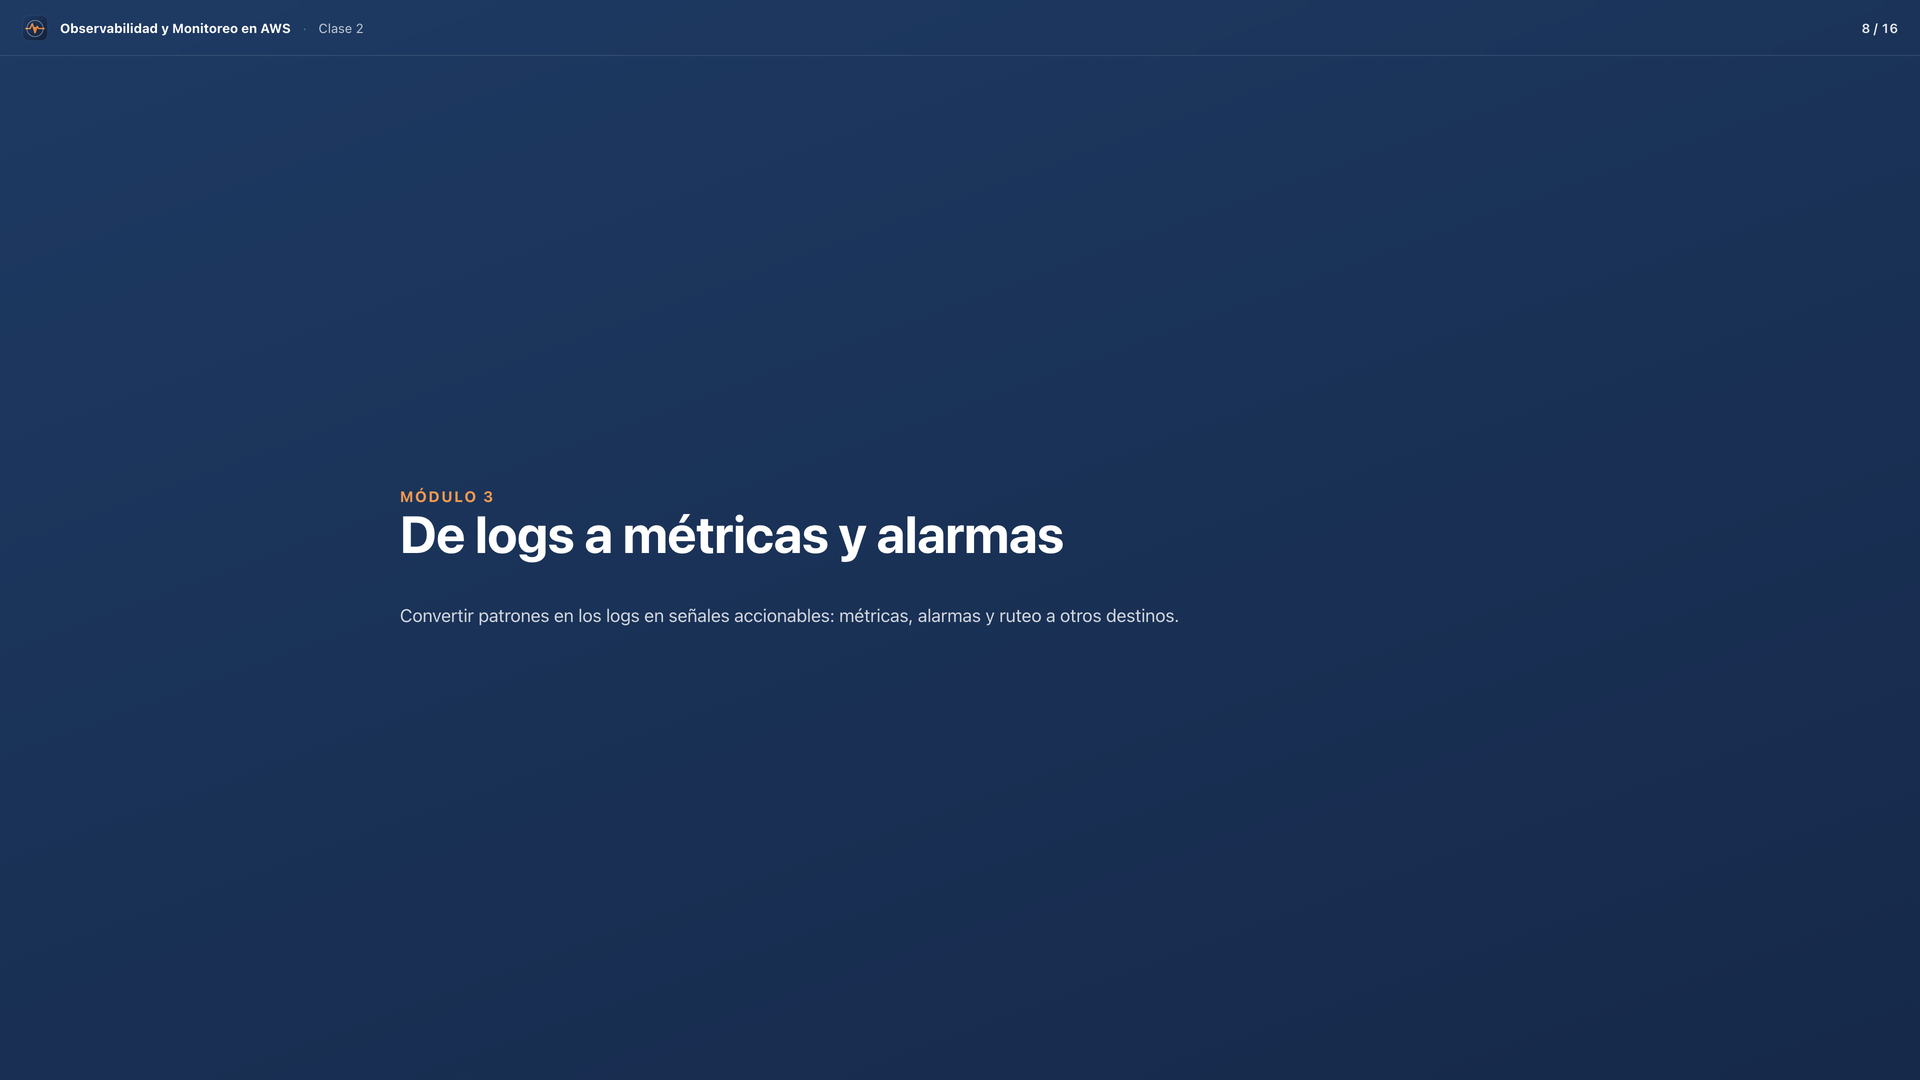 Observabilidad y Monitoreo en AWS · Clase 2
8 / 16
MÓDULO 3
De logs a métricas y alarmas
Convertir patrones en los logs en señales accionables: métricas, alarmas y ruteo a otros destinos.